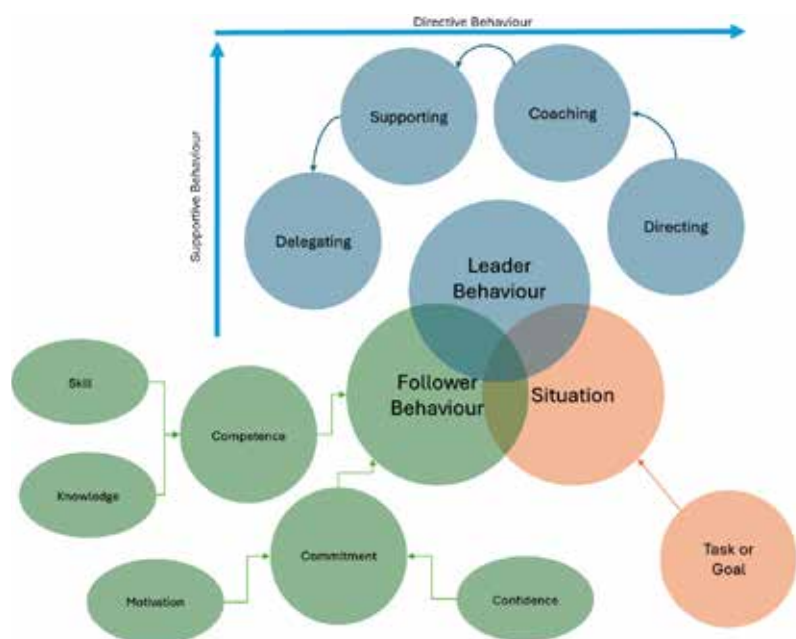 Directive Behaviour
Supportive Behaviour
Supporting
Coaching
Delegating
Directing
Leader
Behaviour
Follower
Behaviour
Situation
Skill
Competence
Knowledge
Commitment
Task or
Goal
Motivation
Confidence